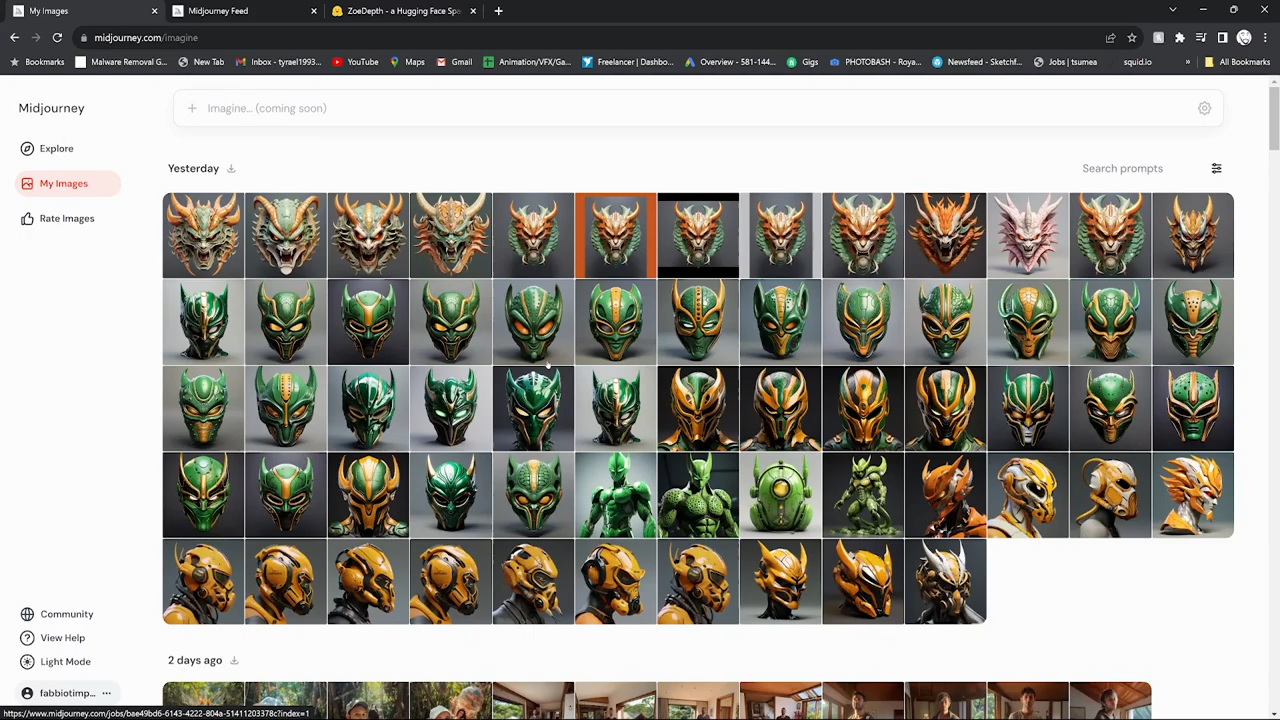 My Images
Midjourney Feed
ZoeDepth - a Hugging Face Spa
midjourney.com/imagine
Bookmarks
Malware Removal G...
New Tab
Inbox - tyrael1993...
YouTube
Maps
Gmail
Animation/VFX/Ga...
Freelancer | Dashbo...
Overview - 581-144...
Gigs
PHOTOBASH - Roya...
Newsfeed - Sketchf...
Jobs | tsumea
squid.io
»
All Bookmarks
Midjourney
Imagine... (coming soon)
Explore
My Images
Rate Images
Yesterday
Search prompts
2 days ago
Community
View Help
Light Mode
fabbiotimp...
https://www.midjourney.com/jobs/bae49bd6-6143-4222-804a-51411203378c?index=1